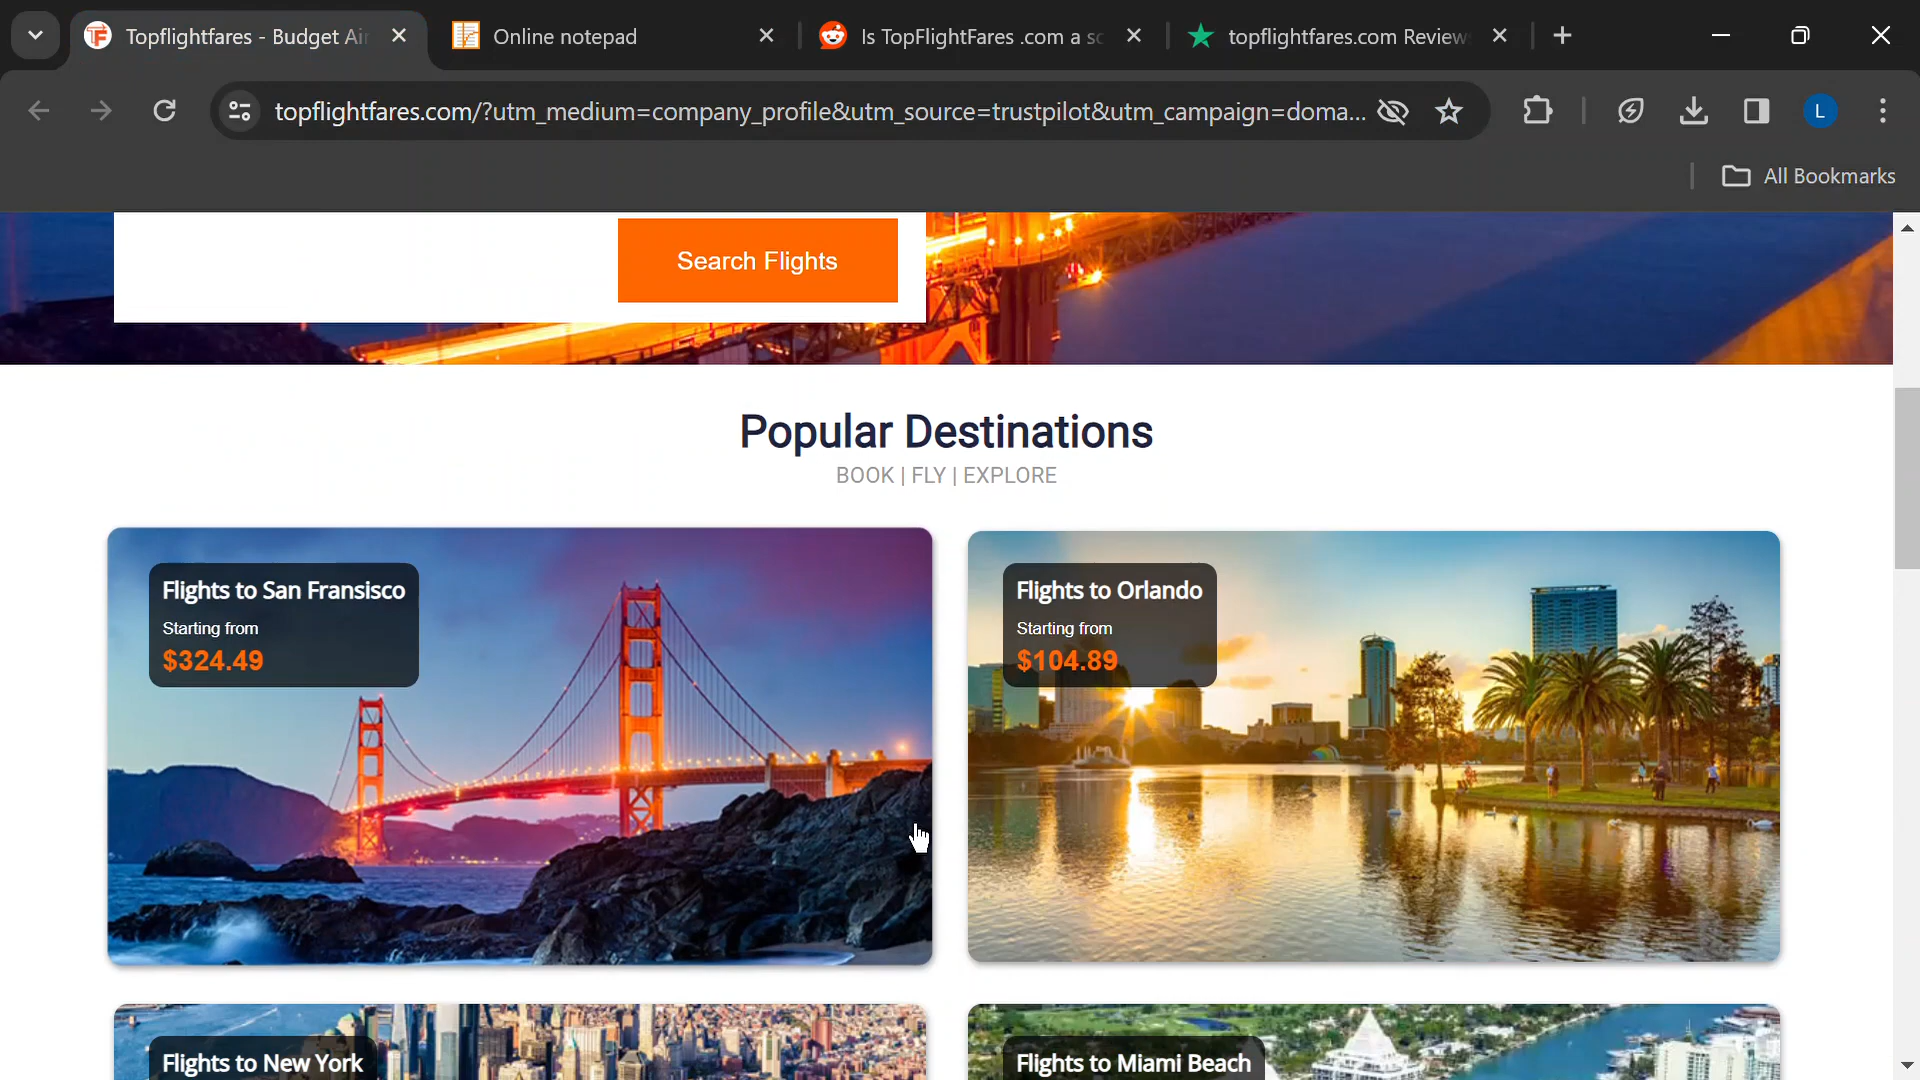 Topflightfares - Budget Air
Online notepad
Is TopFlightFares .com a sc
topflightfares.com Review
topflightfares.com/?utm_medium=company_profile&utm_source=trustpilot&utm_campaign=doma...
L
All Bookmarks
Search Flights
Popular Destinations
BOOK | FLY | EXPLORE
Flights to San Fransisco
Starting from
$324.49
Flights to Orlando
Starting from
$104.89
Flights to New York
Flights to Miami Beach